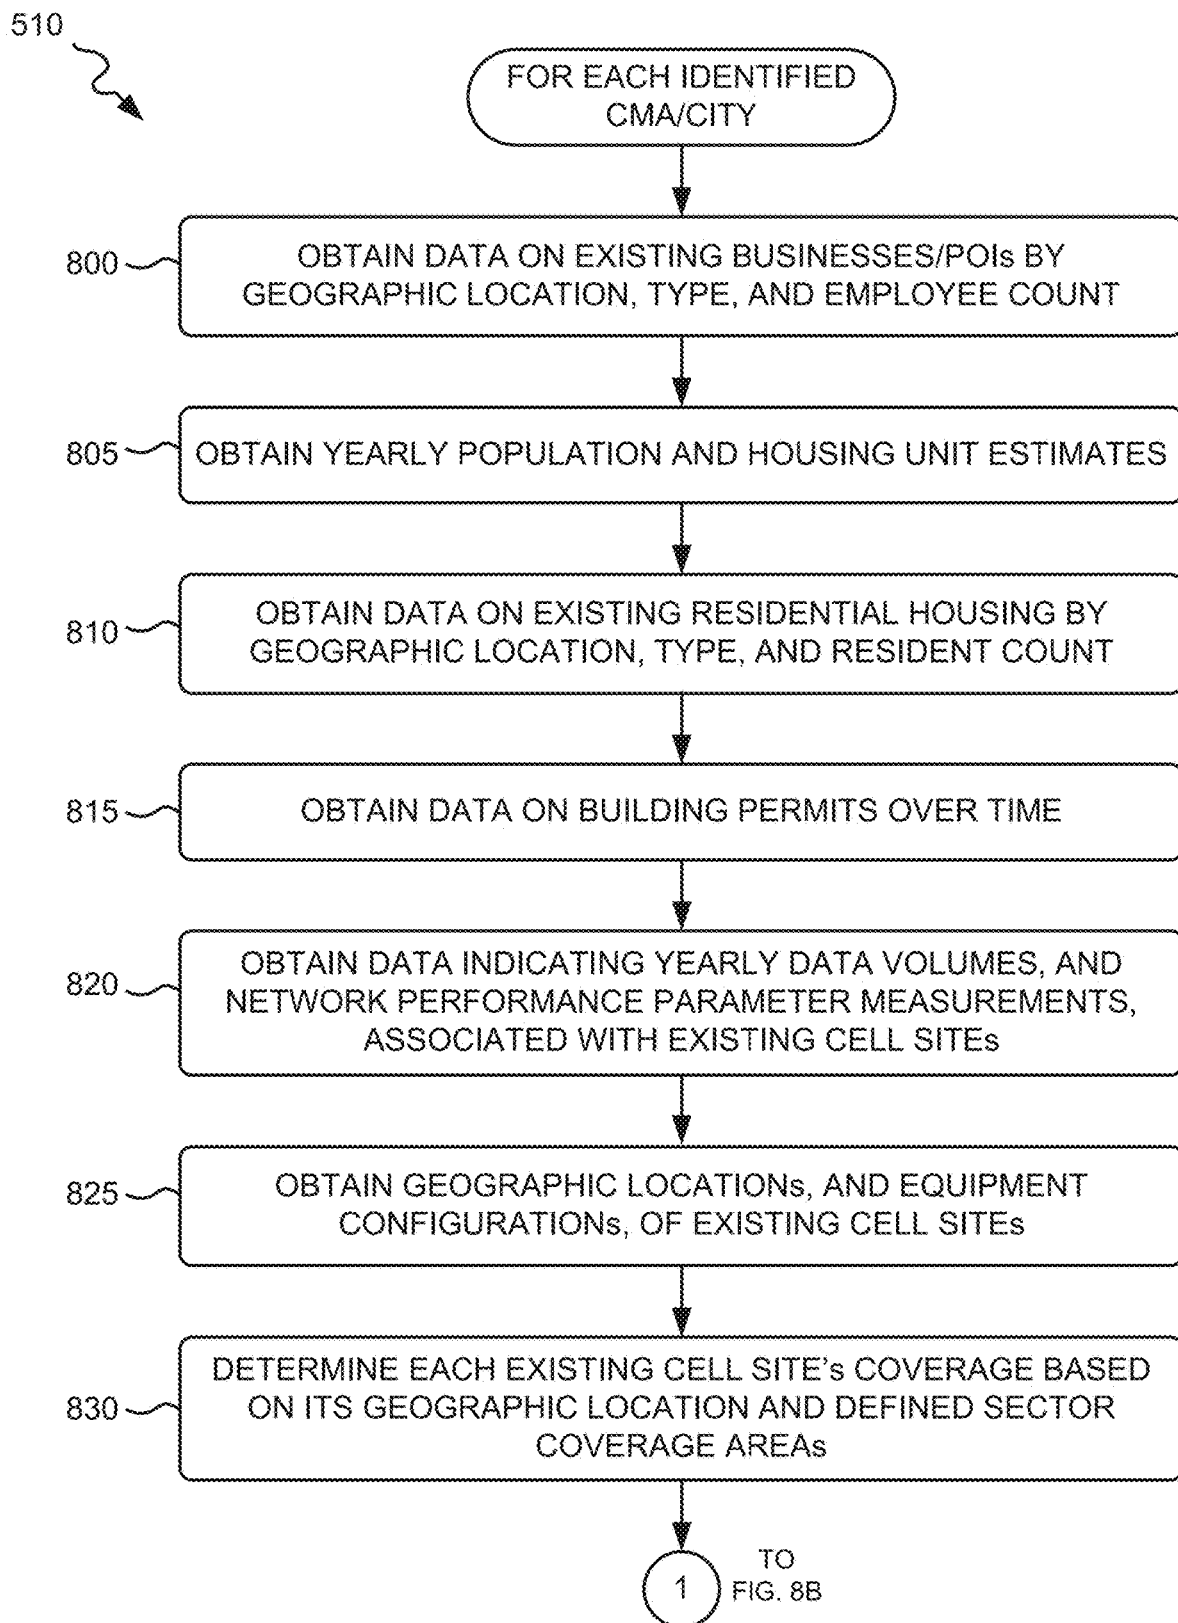 510
FOR EACH IDENTIFIED
CMA/CITY
800
OBTAIN DATA ON EXISTING BUSINESSES/POIs BY
GEOGRAPHIC LOCATION, TYPE, AND EMPLOYEE COUNT
805
OBTAIN YEARLY POPULATION AND HOUSING UNIT ESTIMATES
810
OBTAIN DATA ON EXISTING RESIDENTIAL HOUSING BY
GEOGRAPHIC LOCATION, TYPE, AND RESIDENT COUNT
815
OBTAIN DATA ON BUILDING PERMITS OVER TIME
820
OBTAIN DATA INDICATING YEARLY DATA VOLUMES, AND
NETWORK PERFORMANCE PARAMETER MEASUREMENTS,
ASSOCIATED WITH EXISTING CELL SITEs
825
OBTAIN GEOGRAPHIC LOCATIONs, AND EQUIPMENT
CONFIGURATIONs, OF EXISTING CELL SITEs
830
DETERMINE EACH EXISTING CELL SITE's COVERAGE BASED
ON ITS GEOGRAPHIC LOCATION AND DEFINED SECTOR
COVERAGE AREAs
1
TO
FIG. 8B